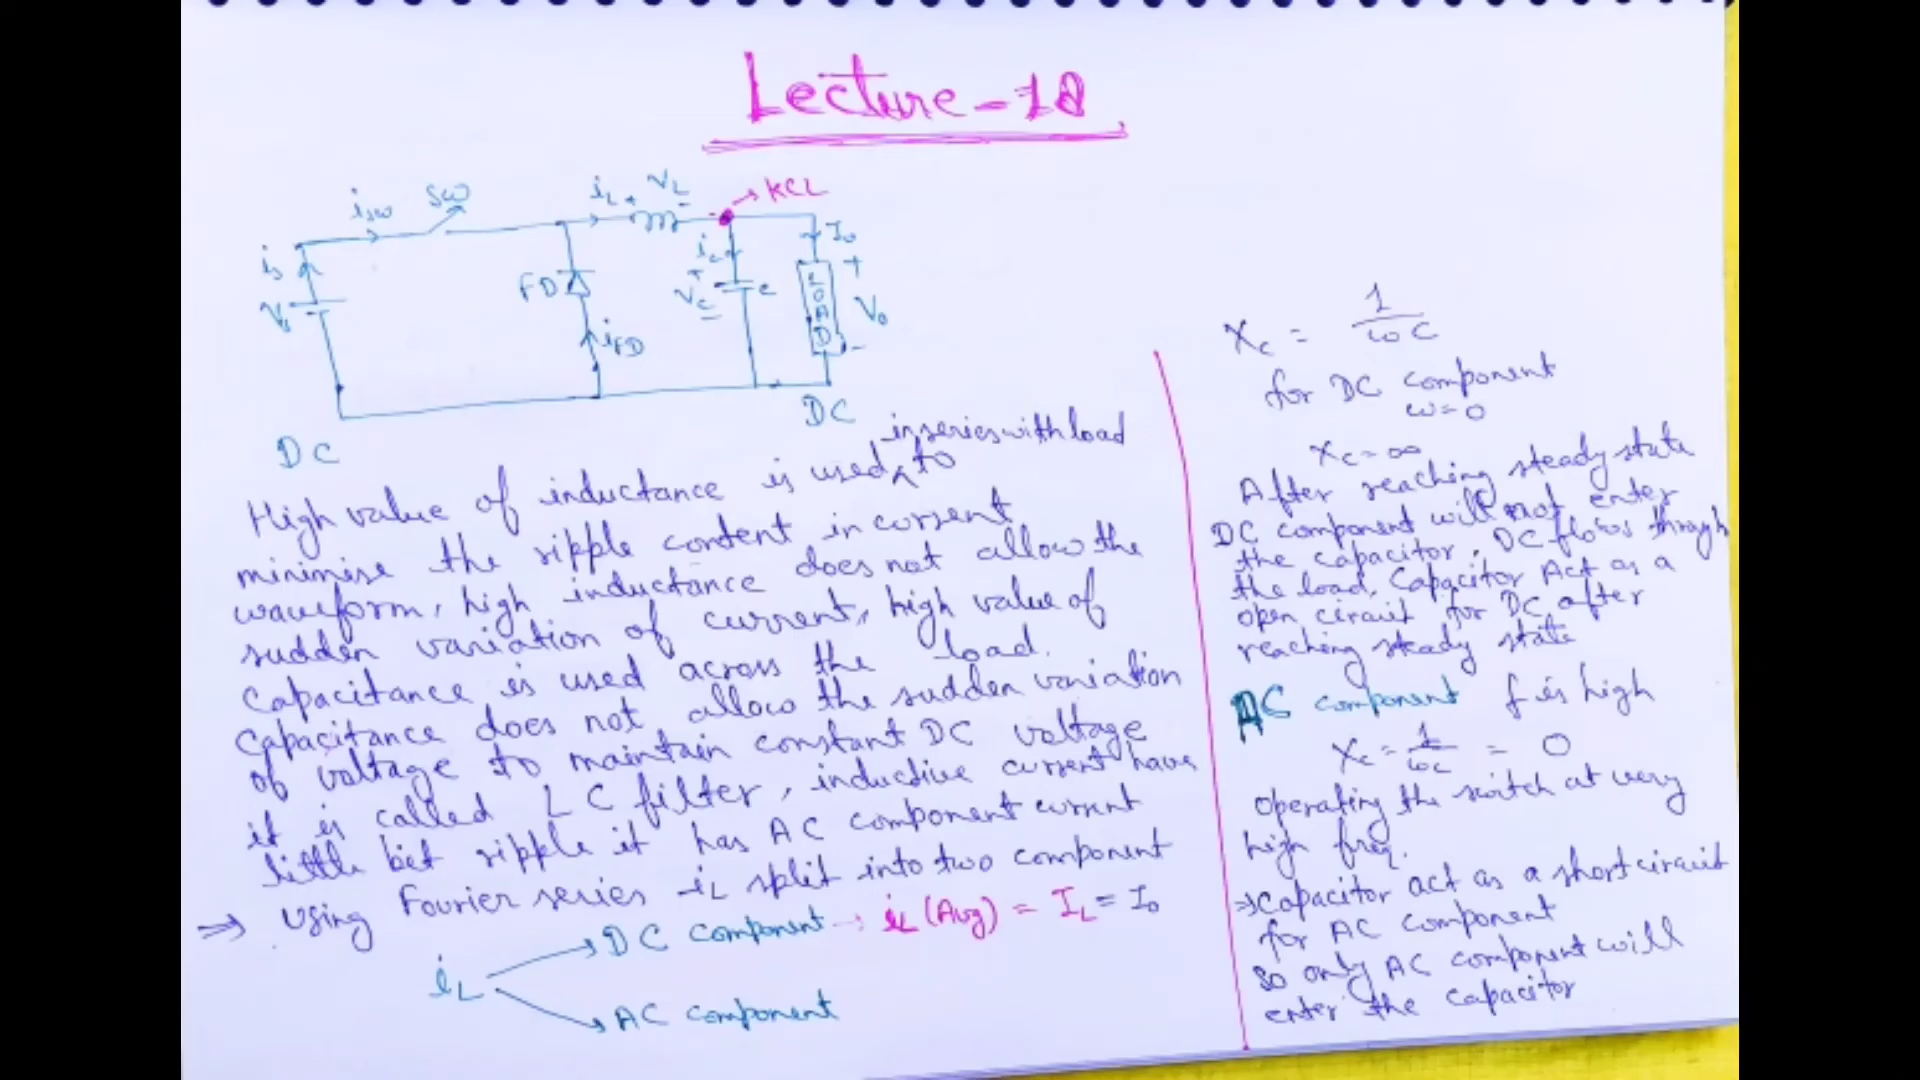 Lecture-18
KCL
isw
SW
iL
+
VL
-
is
Vs
FD
iFD
ic
+
Vc
-
c
Io
+
LOAD
Vo
-
DC
DC
High value of inductance is used in series with load to
minimise the ripple content in current
waveform, high inductance does not allow the
sudden variation of current, high value of
capacitance is used across the load.
capacitance does not allow the sudden variation
of voltage to maintain constant DC voltage
it is called LC filter, inductive current have
little bit ripple it has AC component current
⇒ Using Fourier series iL split into two component
iL → DC component → iL (Avg) = IL = Io
→ AC component
Xc = 1/ωC
for DC component
ω=0
Xc=∞
After reaching steady state
DC component will not enter
the capacitor. DC flows through
the load. Capacitor Act as a
open circuit for DC after
reaching steady state
AC component f is high
Xc = 1/ωc = 0
operating the switch at very
high freq.
⇒ capacitor act as a short circuit
for AC component
so only AC component will
enter the capacitor